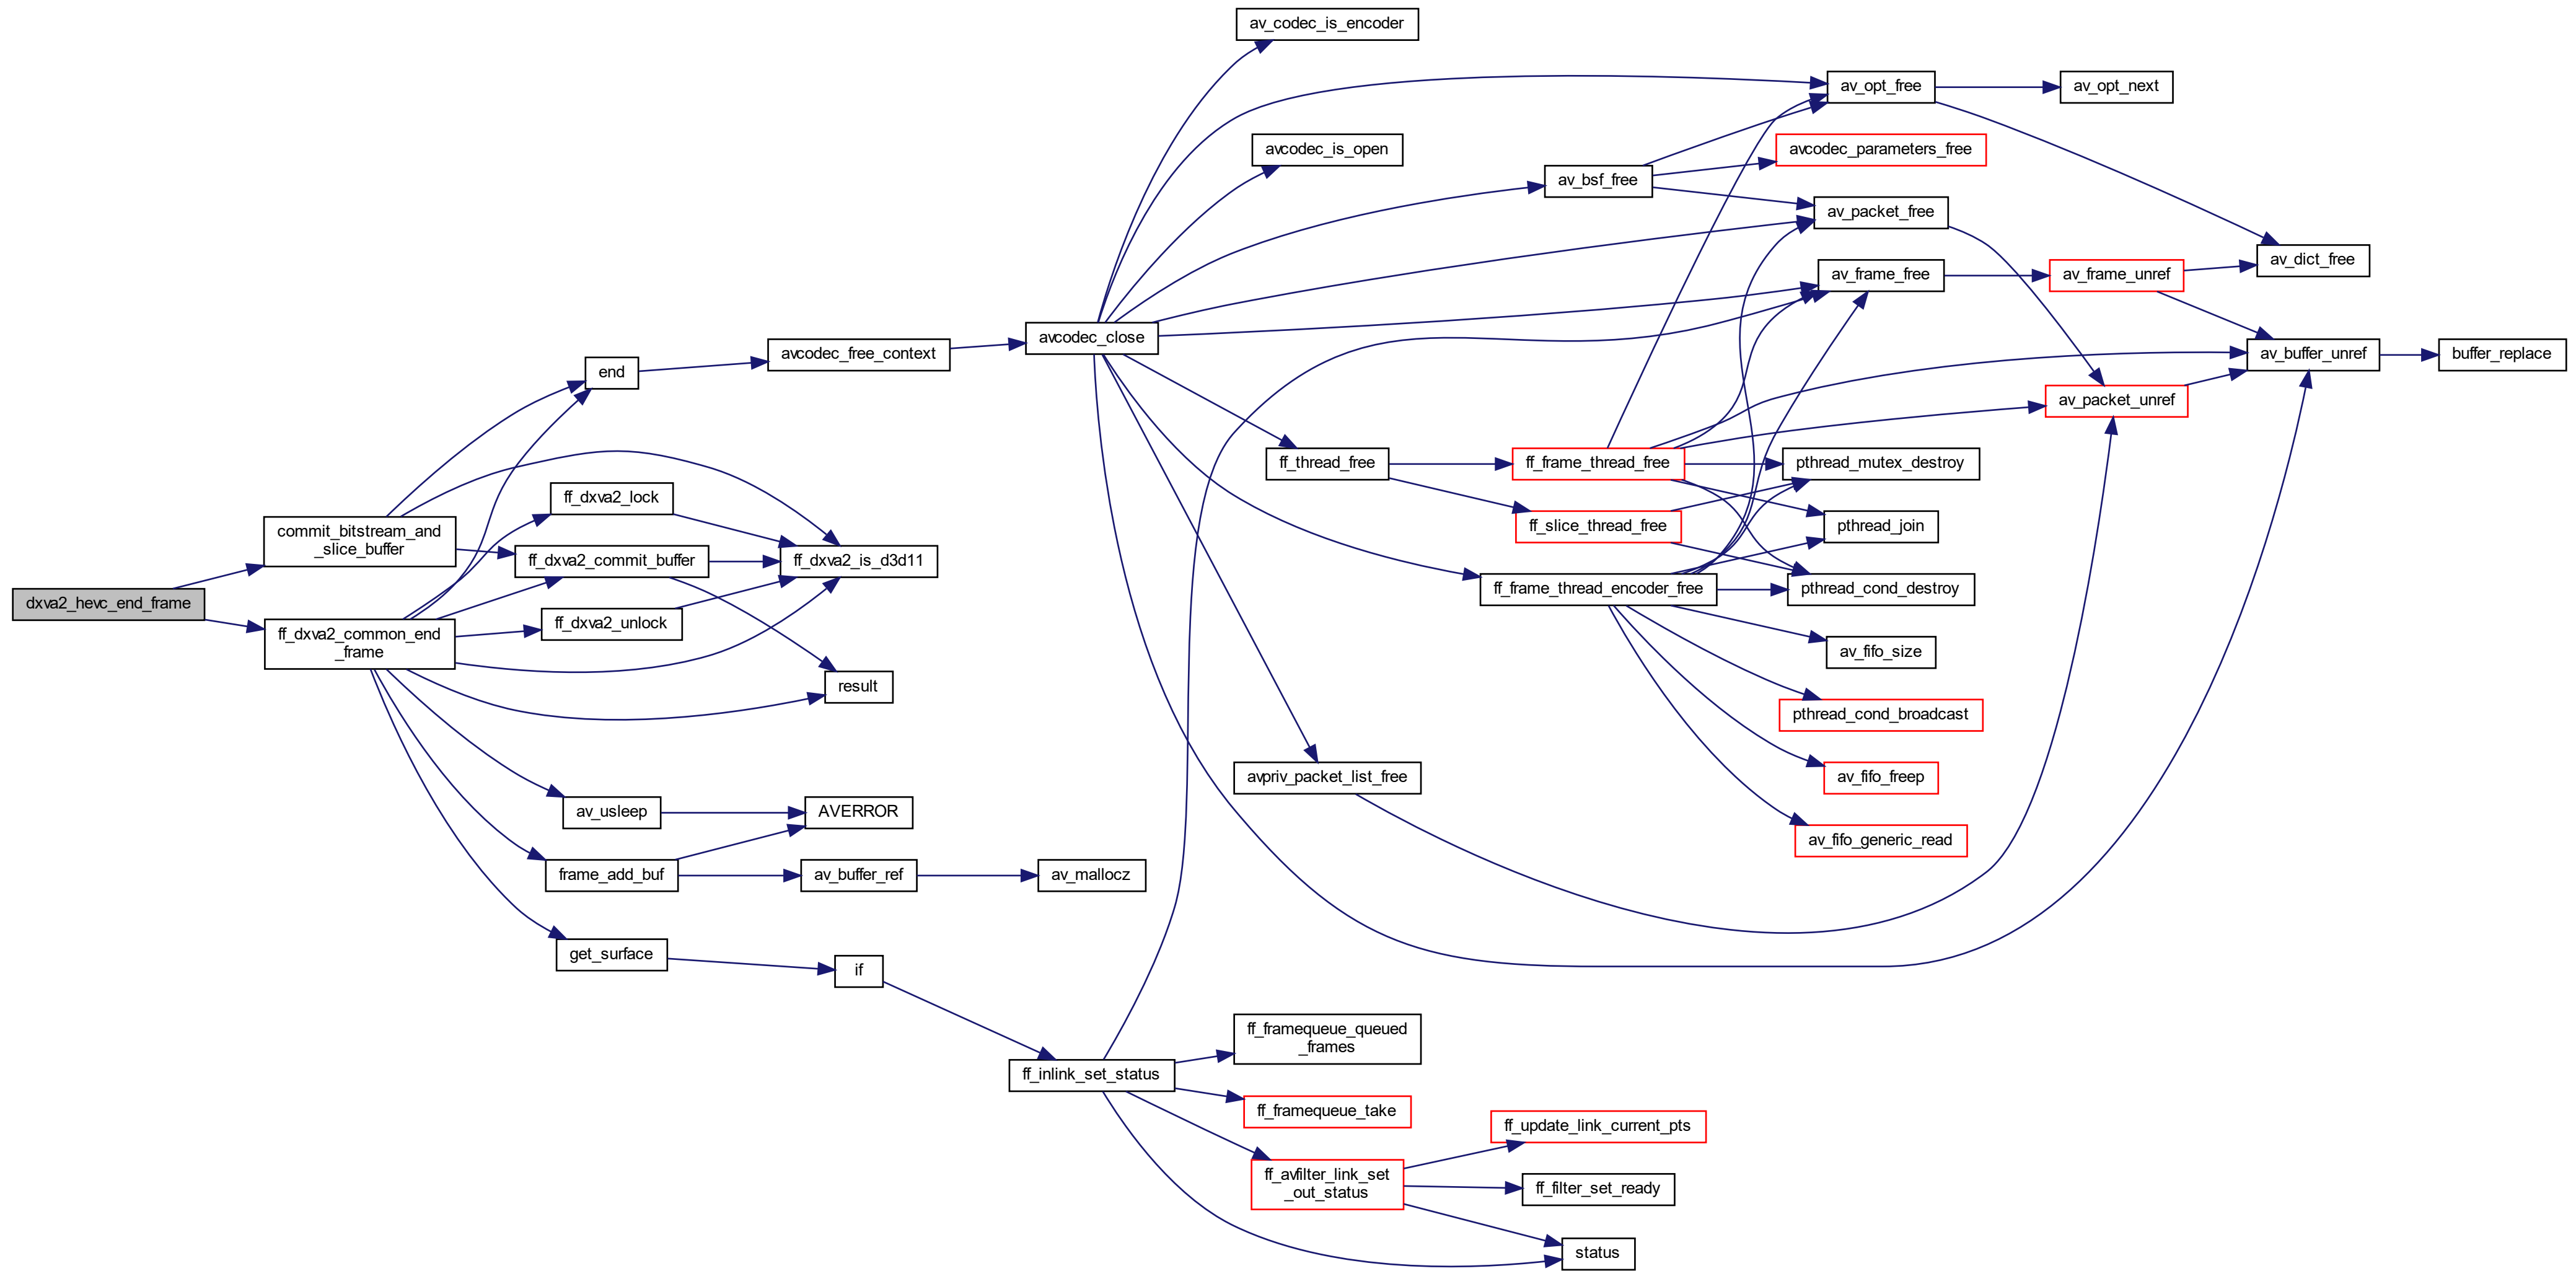 av_codec_is_encoder
av_opt_free
av_opt_next
avcodec_is_open
avcodec_parameters_free
av_bsf_free
av_packet_free
av_dict_free
av_frame_free
av_frame_unref
avcodec_close
avcodec_free_context
end
av_buffer_unref
buffer_replace
av_packet_unref
ff_thread_free
ff_frame_thread_free
pthread_mutex_destroy
ff_dxva2_lock
ff_slice_thread_free
pthread_join
commit_bitstream_and
_slice_buffer
ff_dxva2_commit_buffer
ff_dxva2_is_d3d11
ff_frame_thread_encoder_free
pthread_cond_destroy
dxva2_hevc_end_frame
ff_dxva2_unlock
ff_dxva2_common_end
_frame
av_fifo_size
result
pthread_cond_broadcast
avpriv_packet_list_free
av_fifo_freep
av_usleep
AVERROR
av_fifo_generic_read
frame_add_buf
av_buffer_ref
av_mallocz
get_surface
if
ff_framequeue_queued
_frames
ff_inlink_set_status
ff_framequeue_take
ff_update_link_current_pts
ff_avfilter_link_set
_out_status
ff_filter_set_ready
status